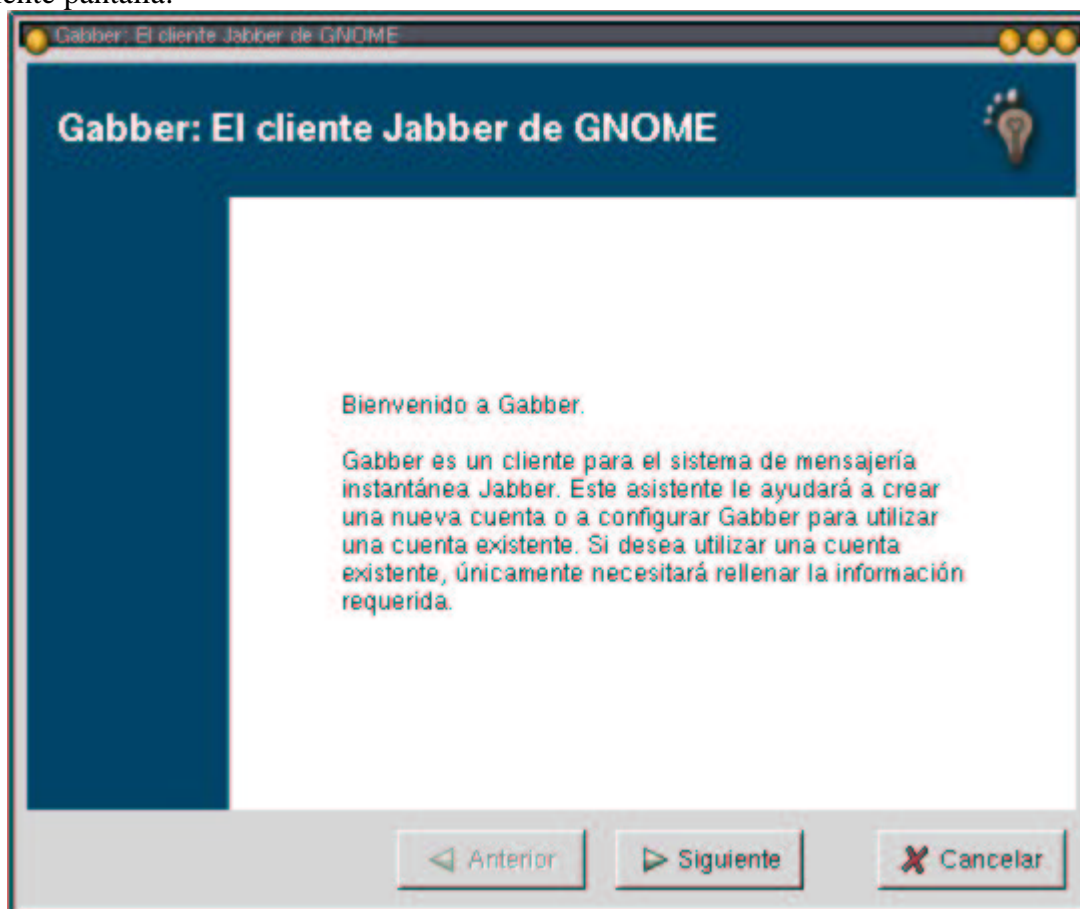 ente pantalla:
Gabber: El cliente Jabber de GNOME
Gabber: El cliente Jabber de GNOME
Bienvenido a Gabber.
Gabber es un cliente para el sistema de mensajería
instantánea Jabber. Este asistente le ayudará a crear
una nueva cuenta o a configurar Gabber para utilizar
una cuenta existente. Si desea utilizar una cuenta
existente, únicamente necesitará rellenar la información
requerida.
Anterior Siguiente Cancelar